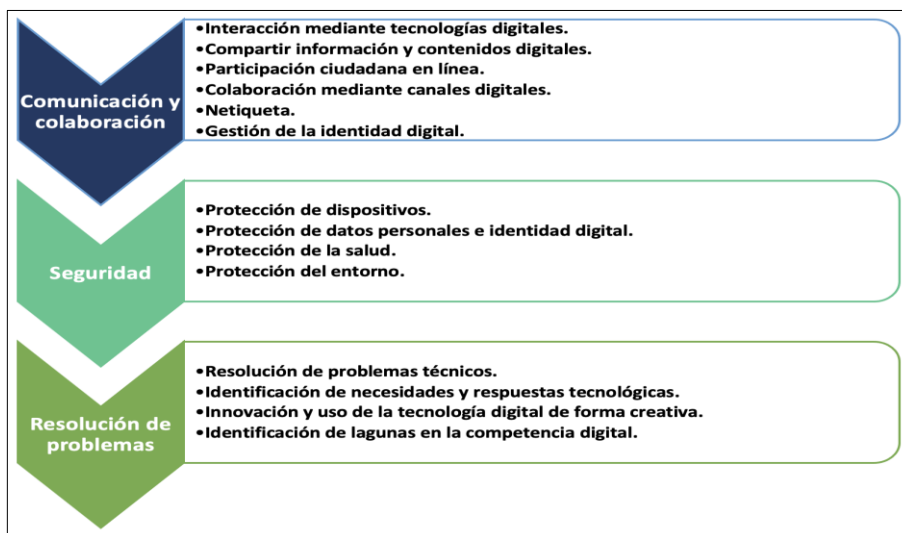 Comunicación y
colaboración
•Interacción mediante tecnologías digitales.
•Compartir información y contenidos digitales.
•Participación ciudadana en línea.
•Colaboración mediante canales digitales.
•Netiqueta.
•Gestión de la identidad digital.
Seguridad
•Protección de dispositivos.
•Protección de datos personales e identidad digital.
•Protección de la salud.
•Protección del entorno.
Resolución de
problemas
•Resolución de problemas técnicos.
•Identificación de necesidades y respuestas tecnológicas.
•Innovación y uso de la tecnología digital de forma creativa.
•Identificación de lagunas en la competencia digital.